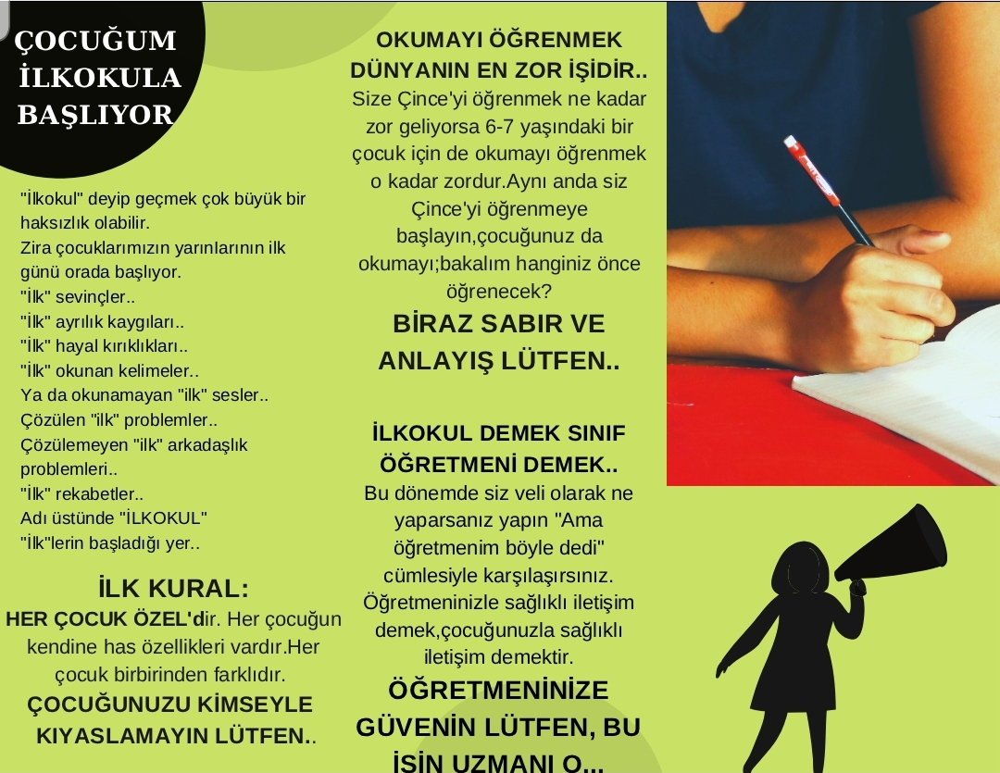 ÇOCUĞUM
İLKOKULA
BAŞLIYOR
"İlkokul" deyip geçmek çok büyük bir
haksızlık olabilir.
Zira çocuklarımızın yarınlarının ilk
günü orada başlıyor.
"İlk" sevinçler..
"İlk" ayrılık kaygıları..
"İlk" hayal kırıklıkları..
"İlk" okunan kelimeler..
Ya da okunamayan "ilk" sesler..
Çözülen "ilk" problemler..
Çözülemeyen "ilk" arkadaşlık
problemleri..
"İlk" rekabetler..
Adı üstünde "İLKOKUL"
"İlk"lerin başladığı yer..
İLK KURAL:
HER ÇOCUK ÖZEL'dir. Her çocuğun
kendine has özellikleri vardır.Her
çocuk birbirinden farklıdır.
ÇOCUĞUNUZU KİMSEYLE
KIYASLAMAYIN LÜTFEN..
OKUMAYI ÖĞRENMEK
DÜNYANIN EN ZOR İŞİDİR..
Size Çince'yi öğrenmek ne kadar
zor geliyorsa 6-7 yaşındaki bir
çocuk için de okumayı öğrenmek
o kadar zordur.Aynı anda siz
Çince'yi öğrenmeye
başlayın,çocuğunuz da
okumayı;bakalım hanginiz önce
öğrenecek?
BİRAZ SABIR VE
ANLAYIŞ LÜTFEN..
İLKOKUL DEMEK SINIF
ÖĞRETMENİ DEMEK..
Bu dönemde siz veli olarak ne
yaparsanız yapın "Ama
öğretmenim böyle dedi"
cümlesiyle karşılaşırsınız.
Öğretmeninizle sağlıklı iletişim
demek,çocuğunuzla sağlıklı
iletişim demektir.
ÖĞRETMENİNİZE
GÜVENİN LÜTFEN, BU
İŞİN UZMANI O...